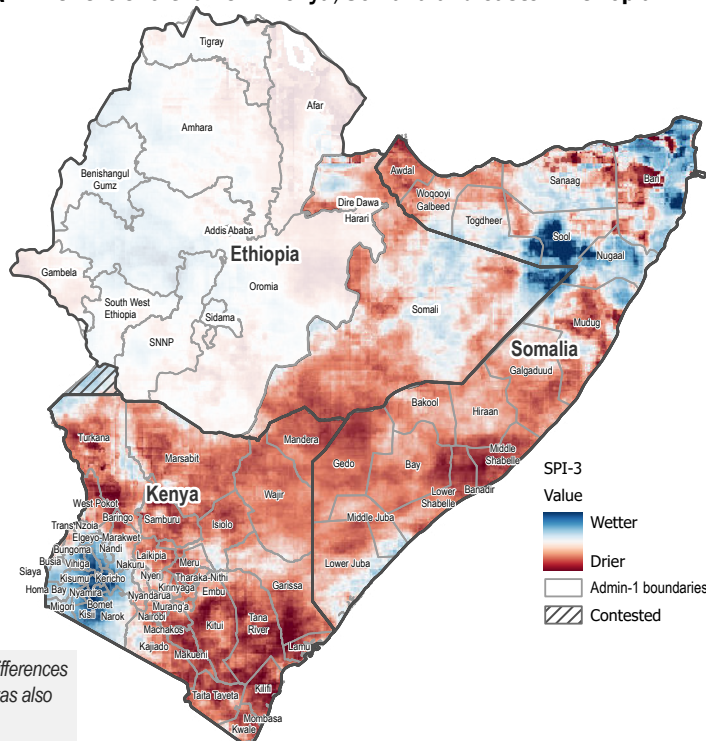 Tigray
Afar
Amhara
Benishangul
Gumz
Dire Dawa
Harari
Addis Ababa
Ethiopia
Gambela
Oromia
South West
Ethiopia
Sidama
SNNP
Somali
Awdal
Woqooyi
Galbeed
Togdheer
Sanaag
Bari
Sool
Nugaal
Mudug
Somalia
Galgaduud
Bakool
Hiraan
Gedo
Bay
Middle
Shabelle
Lower
Shabelle
Banadir
Middle Juba
Lower Juba
Turkana
Marsabit
Mandera
Wajir
Kenya
West Pokot
Baringo
Samburu
Isiolo
Trans Nzoia
Elgeyo-Marakwet
Bungoma
Nandi
Laikipia
Busia
Vihiga
Nakuru
Meru
Siaya
Kisumu
Kericho
Nyeri
Tharaka-Nithi
Homa Bay
Nyamira
Nyandarua
Kirinyaga
Embu
Garissa
Migori
Bomet
Murang'a
Kisii
Narok
Nairobi
Machakos
Kitui
Tana
River
Kajiado
Makueni
Lamu
Taita Taveta
Kilifi
Mombasa
Kwale
SPI-3
Value
Wetter
Drier
Admin-1 boundaries
Contested
ifferences
as also